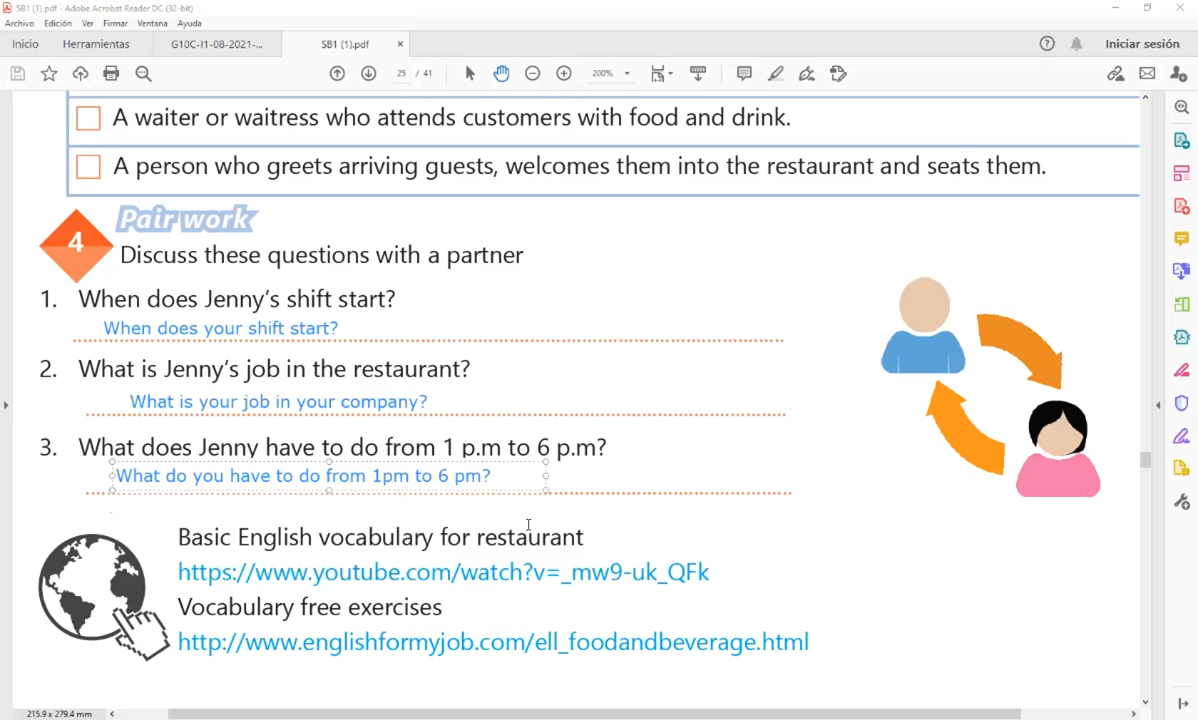 SB1 (1).pdf - Adobe Acrobat Reader DC (32-bit)
Archivo Edición Ver Firmar Ventana Ayuda
Inicio Herramientas G10C-I1-08-2021-... SB1 (1).pdf × Iniciar sesión
25 / 41 200%
A waiter or waitress who attends customers with food and drink.
A person who greets arriving guests, welcomes them into the restaurant and seats them.
Pair work
4
Discuss these questions with a partner
1. When does Jenny's shift start?
When does your shift start?
2. What is Jenny's job in the restaurant?
What is your job in your company?
3. What does Jenny have to do from 1 p.m to 6 p.m?
What do you have to do from 1pm to 6 pm?
Basic English vocabulary for restaurant
https://www.youtube.com/watch?v=_mw9-uk_QFk
Vocabulary free exercises
http://www.englishformyjob.com/ell_foodandbeverage.html
215.9 x 279.4 mm